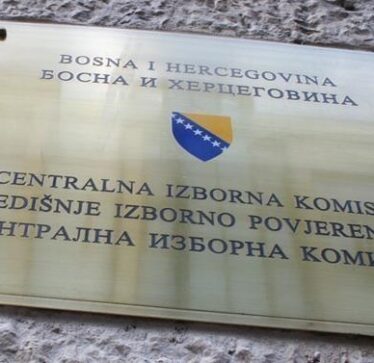 BOSNA I HERCEGOVINA
БОСНА И ХЕРЦЕГОВИНА
CENTRALNA IZBORNA KOMIS
EDIŠNJE IZBORNO POVJEREN
НТРАЛНА ИЗБОРНА КОМИ